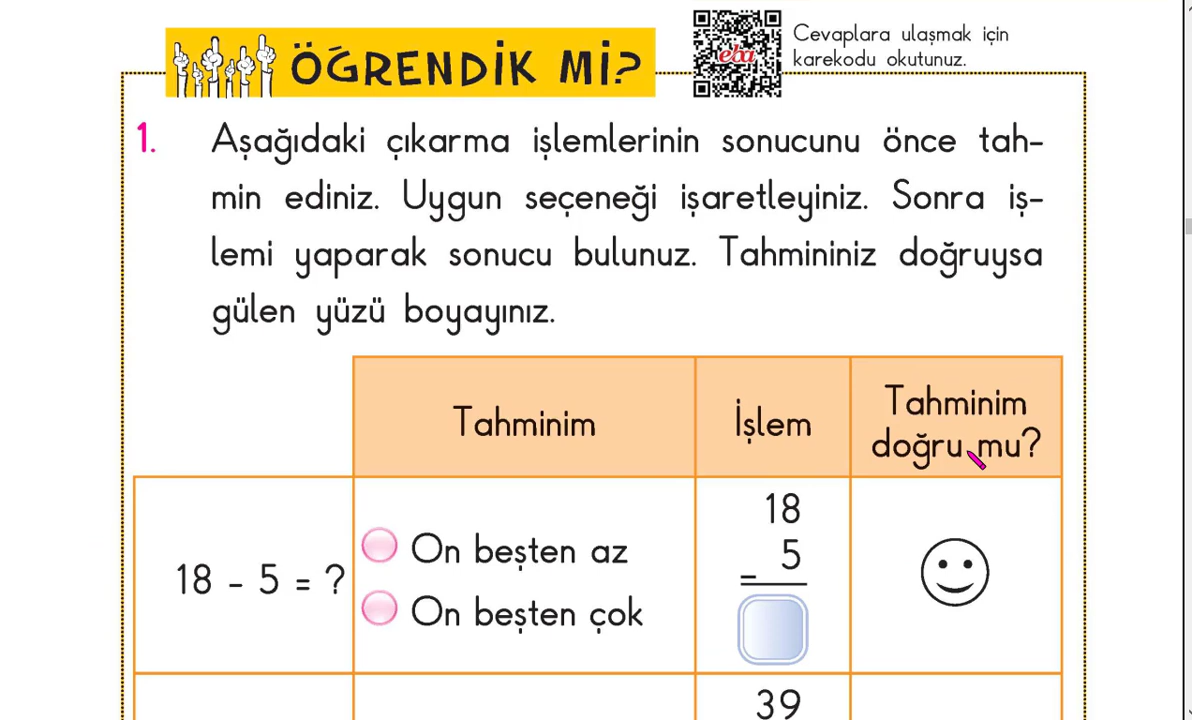 ÖĞRENDİK Mİ?
eba
Cevaplara ulaşmak için
karekodu okutunuz.
1. Aşağıdaki çıkarma işlemlerinin sonucunu önce tah-
min ediniz. Uygun seçeneği işaretleyiniz. Sonra iş-
lemi yaparak sonucu bulunuz. Tahmininiz doğruysa
gülen yüzü boyayınız.
Tahminim
İşlem
Tahminim
doğru mu?
18 - 5 = ?
On beşten az
On beşten çok
18
5
-
39